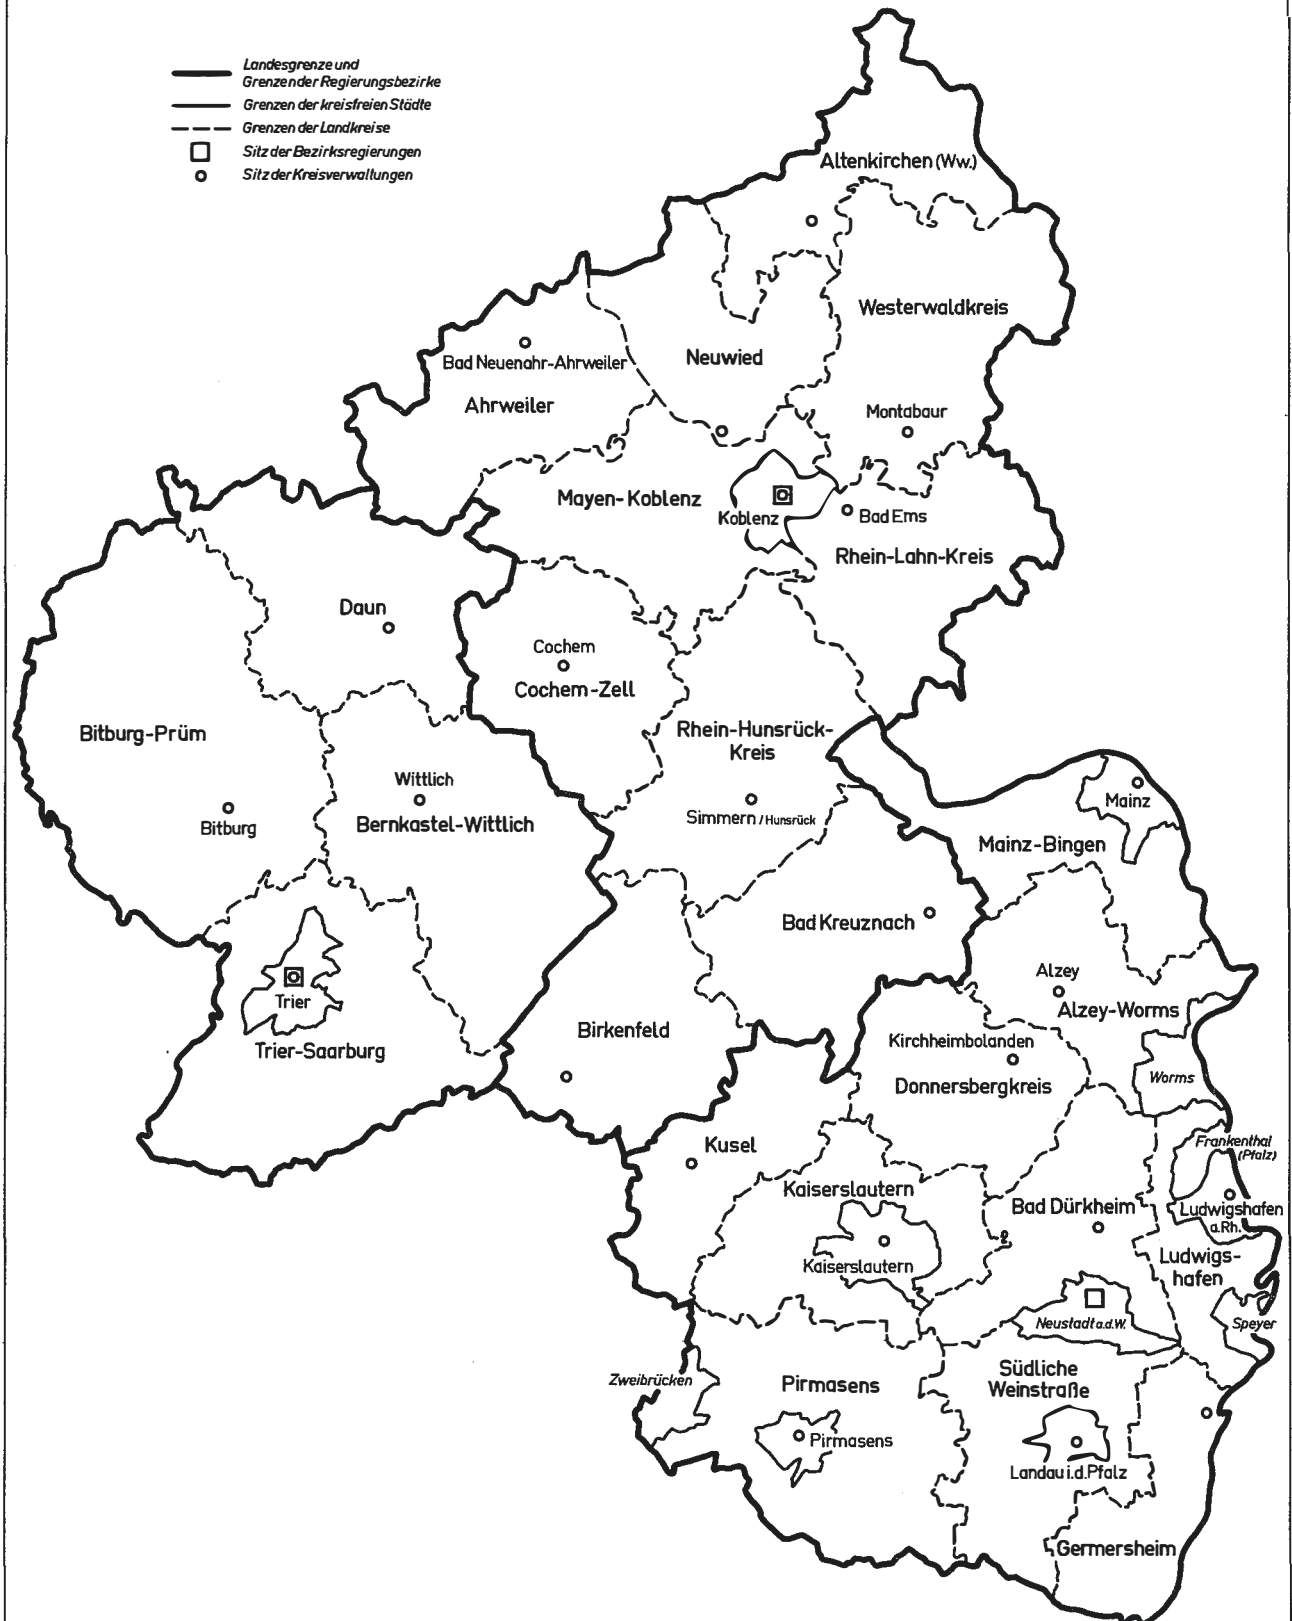 Landesgrenze und
Grenzen der Regierungsbezirke
Grenzen der kreisfreien Städte
Grenzen der Landkreise
Sitz der Bezirksregierungen
Sitz der Kreisverwaltungen
Altenkirchen (Ww.)
Westerwaldkreis
Neuwied
Bad Neuenahr-Ahrweiler
Ahrweiler
Montabaur
Mayen-Koblenz
Koblenz
Bad Ems
Rhein-Lahn-Kreis
Daun
Cochem
Cochem-Zell
Bitburg-Prüm
Rhein-Hunsrück-
Kreis
Wittlich
Bernkastel-Wittlich
Bitburg
Simmern / Hunsrück
Mainz
Mainz-Bingen
Bad Kreuznach
Alzey
Alzey-Worms
Trier
Trier-Saarburg
Birkenfeld
Kirchheimbolanden
Donnersbergkreis
Worms
Kusel
Frankenthal
(Pfalz)
Kaiserslautern
Bad Dürkheim
Ludwigshafen
a.Rh.
Kaiserslautern
Ludwigs-
hafen
Neustadt a.d.W.
Speyer
Zweibrücken
Pirmasens
Südliche
Weinstraße
Pirmasens
Landau i.d.Pfalz
Germersheim